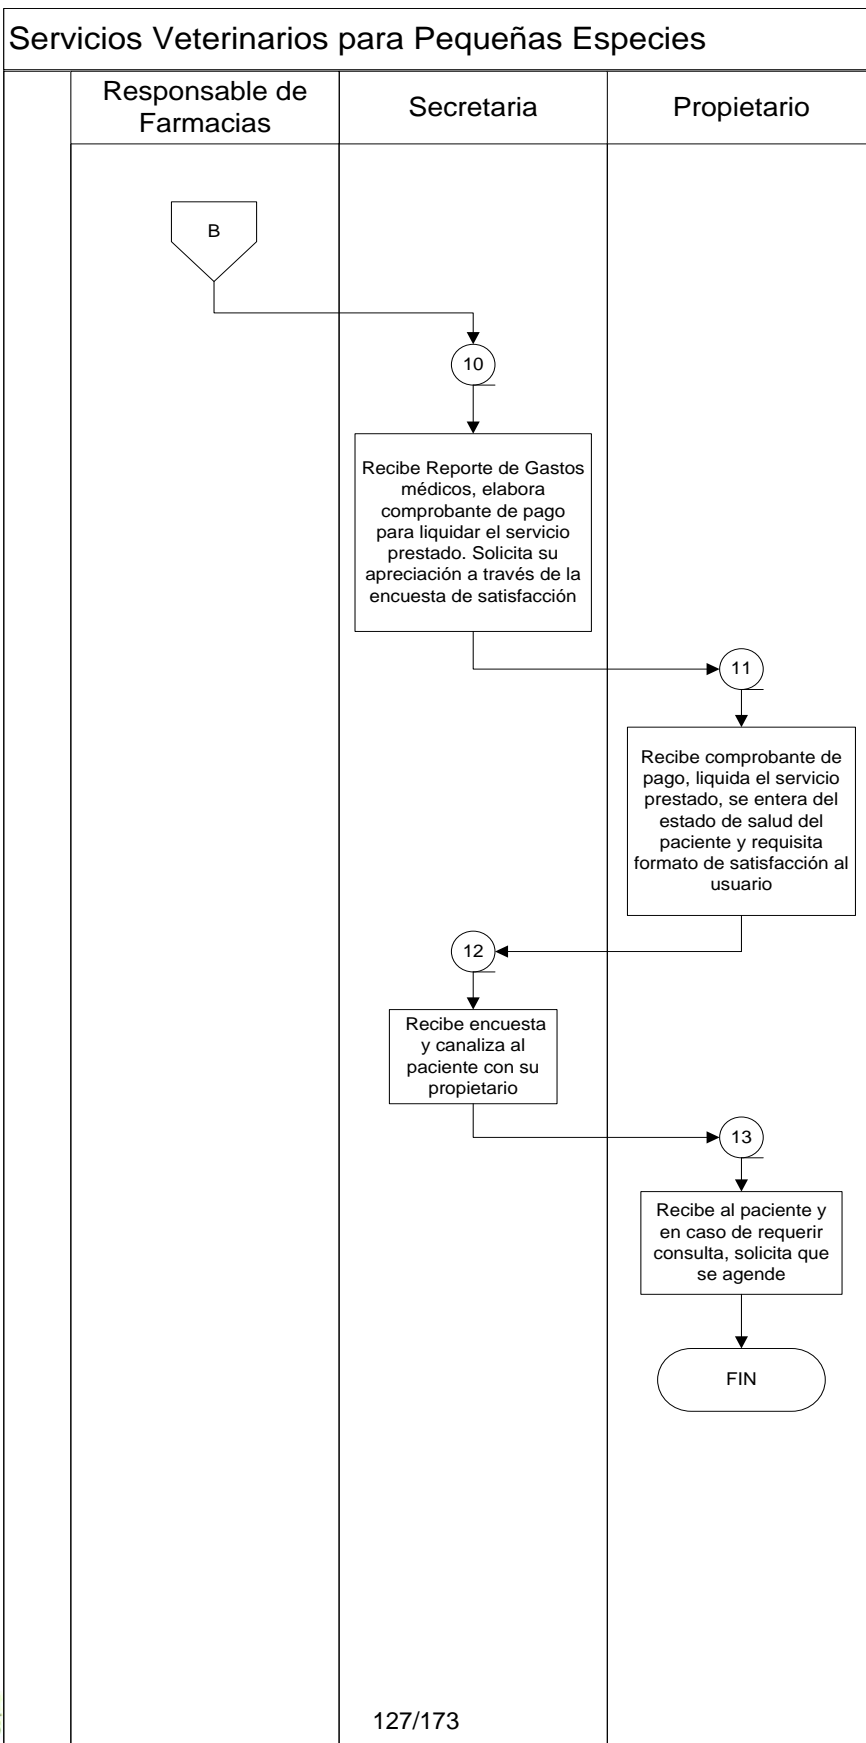 Servicios Veterinarios para Pequeñas Especies
Responsable de
Farmacias
Secretaria
Propietario
B
10
Recibe Reporte de Gastos
médicos, elabora
comprobante de pago
para liquidar el servicio
prestado. Solicita su
apreciación a través de la
encuesta de satisfacción
11
Recibe comprobante de
pago, liquida el servicio
prestado, se entera del
estado de salud del
paciente y requisita
formato de satisfacción al
usuario
12
Recibe encuesta
y canaliza al
paciente con su
propietario
13
Recibe al paciente y
en caso de requerir
consulta, solicita que
se agende
FIN
127/173